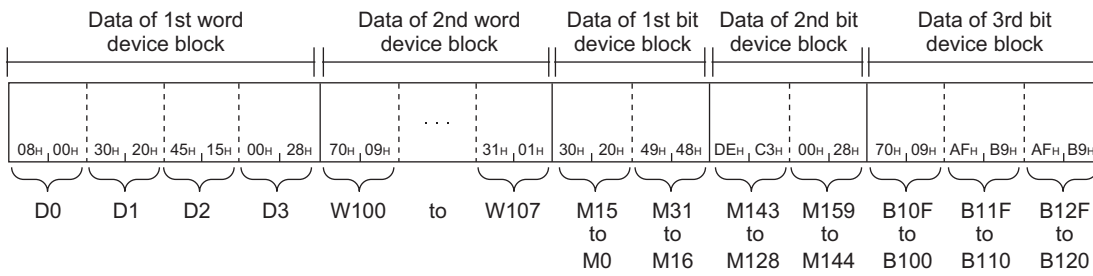 Data of 1st word device block
Data of 2nd word device block
Data of 1st bit device block
Data of 2nd bit device block
Data of 3rd bit device block
08H 00H 30H 20H 45H 15H 00H 28H 70H 09H ... 31H 01H 30H 20H 49H 48H DEH C3H 00H 28H 70H 09H AFH B9H AFH B9H
D0 D1 D2 D3 W100 to W107 M15 M31 M143 M159 B10F B11F B12F
to to to to to to to
M0 M16 M128 M144 B100 B110 B120